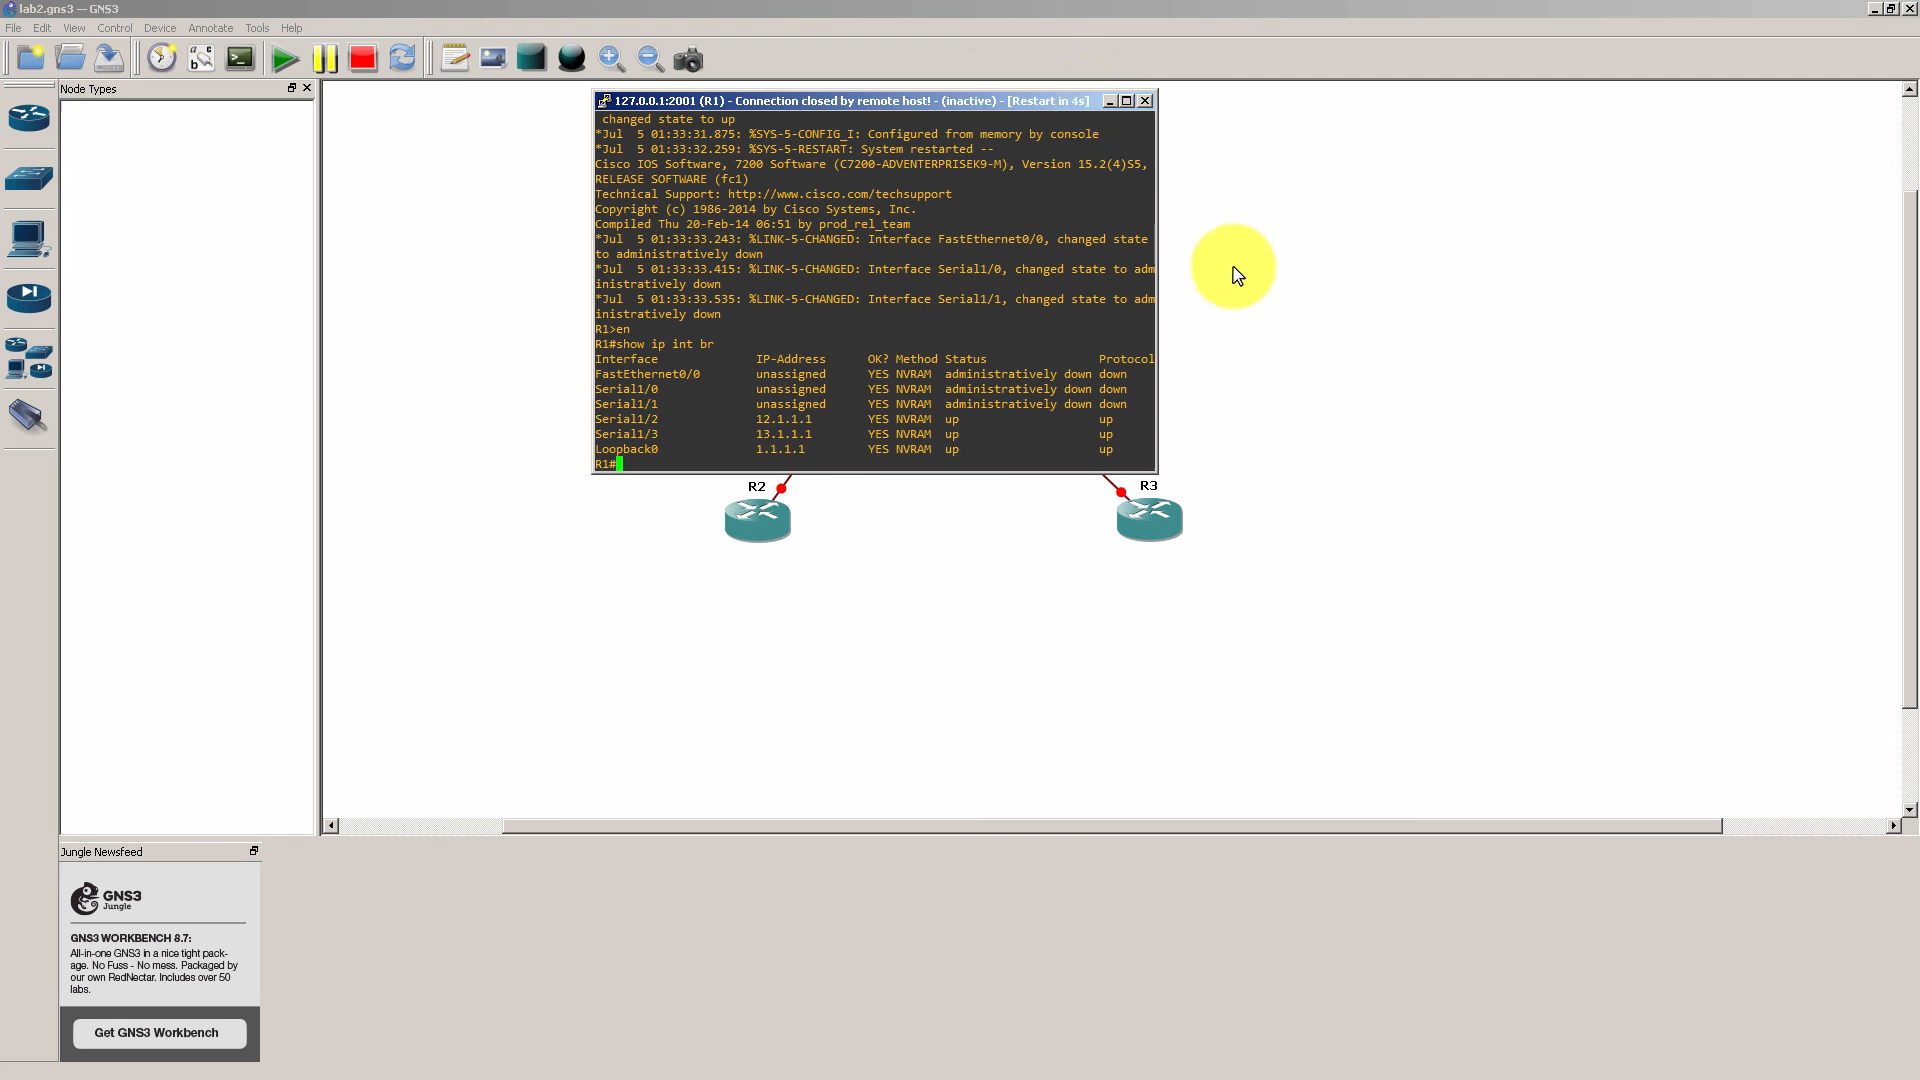 lab2.gns3 — GNS3
File Edit View Control Device Annotate Tools Help
Node Types
127.0.0.1:2001 (R1) - Connection closed by remote host! - (inactive) - [Restart in 4s]
changed state to up
*Jul  5 01:33:31.875: %SYS-5-CONFIG_I: Configured from memory by console
*Jul  5 01:33:32.259: %SYS-5-RESTART: System restarted --
Cisco IOS Software, 7200 Software (C7200-ADVENTERPRISEK9-M), Version 15.2(4)S5,
RELEASE SOFTWARE (fc1)
Technical Support: http://www.cisco.com/techsupport
Copyright (c) 1986-2014 by Cisco Systems, Inc.
Compiled Thu 20-Feb-14 06:51 by prod_rel_team
*Jul  5 01:33:33.243: %LINK-5-CHANGED: Interface FastEthernet0/0, changed state
to administratively down
*Jul  5 01:33:33.415: %LINK-5-CHANGED: Interface Serial1/0, changed state to adm
inistratively down
*Jul  5 01:33:33.535: %LINK-5-CHANGED: Interface Serial1/1, changed state to adm
inistratively down
R1>en
R1#show ip int br
Interface IP-Address OK? Method Status Protocol
FastEthernet0/0 unassigned YES NVRAM administratively down down
Serial1/0 unassigned YES NVRAM administratively down down
Serial1/1 unassigned YES NVRAM administratively down down
Serial1/2 12.1.1.1 YES NVRAM up up
Serial1/3 13.1.1.1 YES NVRAM up up
Loopback0 1.1.1.1 YES NVRAM up up
R1#
R2
R3
Jungle Newsfeed
GNS3
Jungle
GNS3 WORKBENCH 8.7:
All-in-one GNS3 in a nice tight pack-
age. No Fuss - No mess. Packaged by
our own RedNectar. Includes over 50
labs.
Get GNS3 Workbench